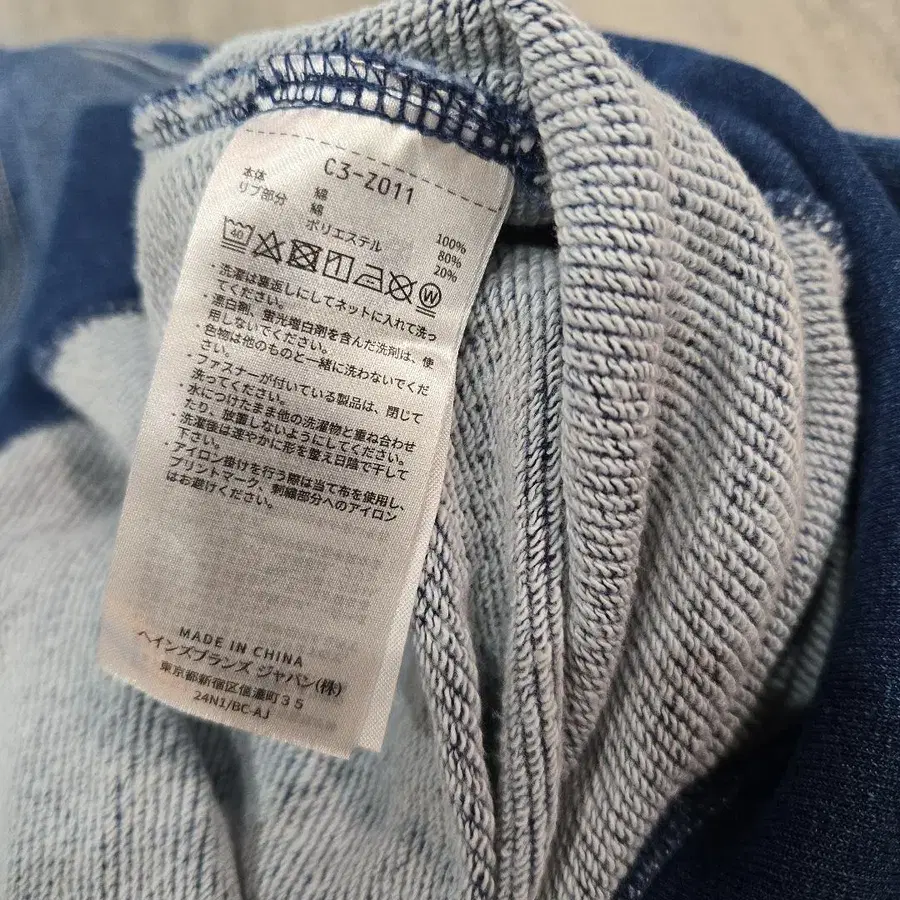 C3-Z011
本体 綿 100%
リブ部分 綿 80%
ポリエステル 20%
40
W
・洗濯は裏返しにしてネットに入れて洗っ
てください。
・漂白剤、蛍光増白剤を含んだ洗剤は、使
用しないでください。
・色物は他のものと一緒に洗わないでくだ
さい。
・ファスナーが付いている製品は、閉じて
洗ってください。
・水につけたまま他の洗濯物と重ね合わせ
たり、放置しないようにしてください。
・洗濯後は速やかに形を整え日陰で干して
下さい。
・アイロン掛けを行う際は当て布を使用し、
プリントマーク、刺繍部分へのアイロン
はお避けください。
MADE IN CHINA
ヘインズブランズ ジャパン(株)
東京都新宿区信濃町35
24N1/BC-AJ